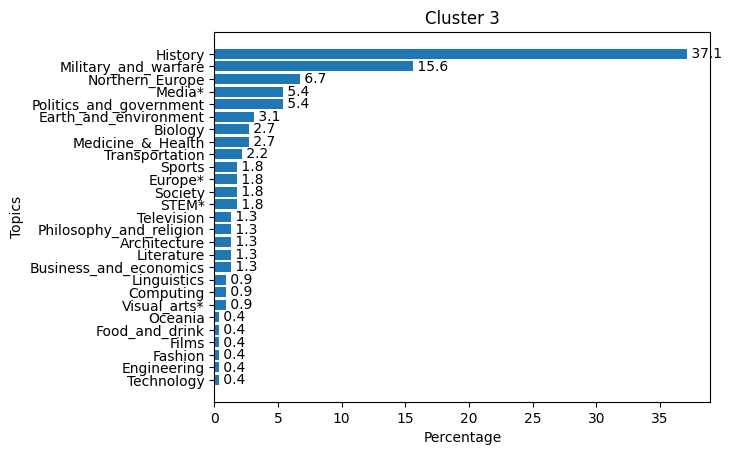 Cluster 3
Topics
History 37.1
Military_and_warfare 15.6
Northern_Europe 6.7
Media* 5.4
Politics_and_government 5.4
Earth_and_environment 3.1
Biology 2.7
Medicine_&_Health 2.7
Transportation 2.2
Sports 1.8
Europe* 1.8
Society 1.8
STEM* 1.8
Television 1.3
Philosophy_and_religion 1.3
Architecture 1.3
Literature 1.3
Business_and_economics 1.3
Linguistics 0.9
Computing 0.9
Visual_arts* 0.9
Oceania 0.4
Food_and_drink 0.4
Films 0.4
Fashion 0.4
Engineering 0.4
Technology 0.4
0 5 10 15 20 25 30 35
Percentage